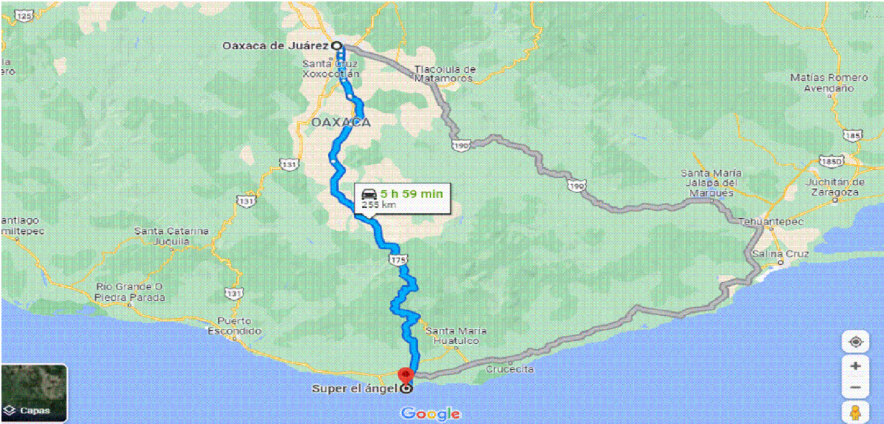 125
la
ero
Oaxaca de Juárez
Santa Cruz
Xoxocotlán
Tlacolula de
Matamoros
Matías Romero
Avendaño
OAXACA
190
131
185
1850
190
5 h 59 min
255 km
Santa María
Jalapa del
Marqués
Juchitán de
Zaragoza
131
antiago
miltepec
Santa Catarina
Juquila
Tehuantepec
Salina Cruz
175
Río Grande O
Piedra Parada
131
Puerto
Escondido
Santa María
Huatulco
Crucecita
Super el ángel
Capas
Google
+
−